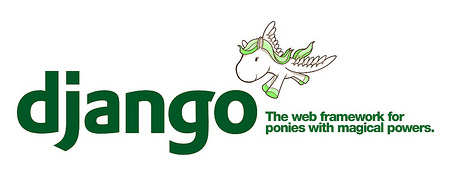 django
The web framework for
ponies with magical powers.